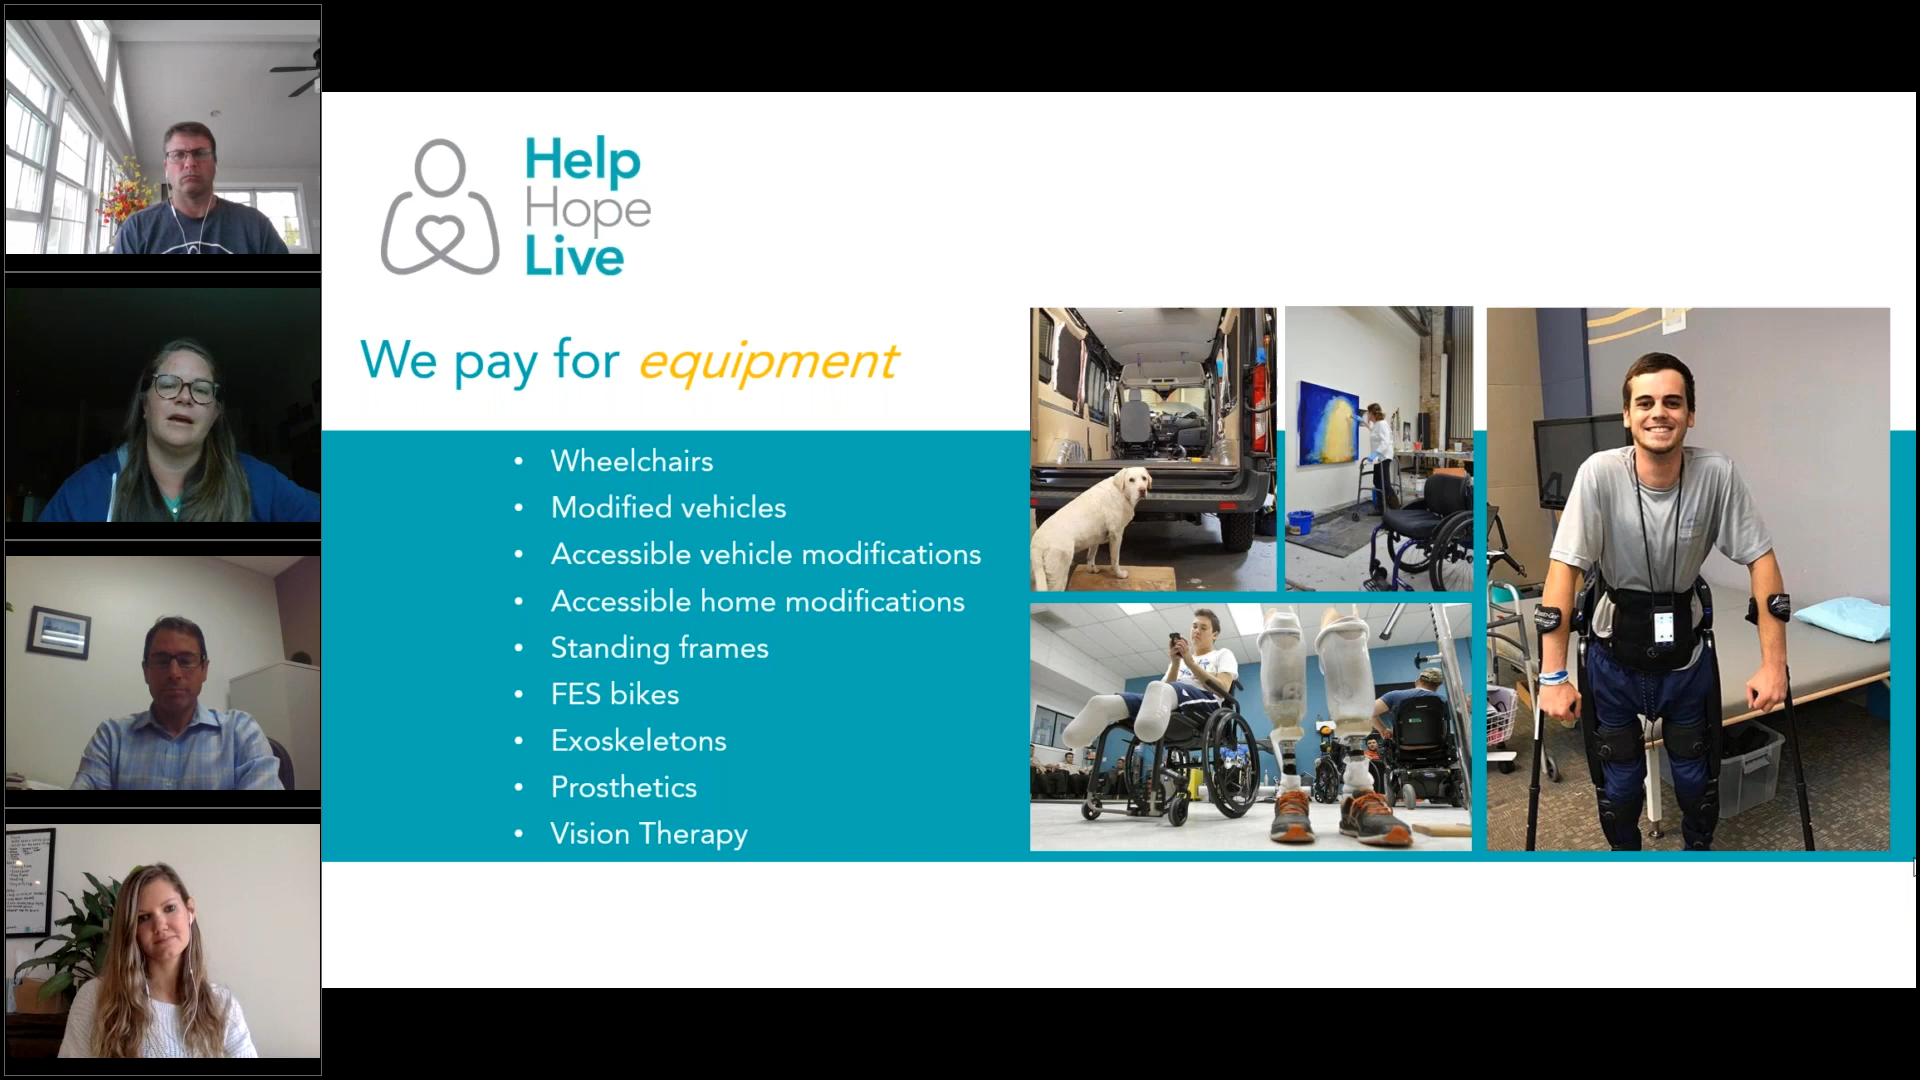 Help
Hope
Live
We pay for equipment
• Wheelchairs
• Modified vehicles
• Accessible vehicle modifications
• Accessible home modifications
• Standing frames
• FES bikes
• Exoskeletons
• Prosthetics
• Vision Therapy